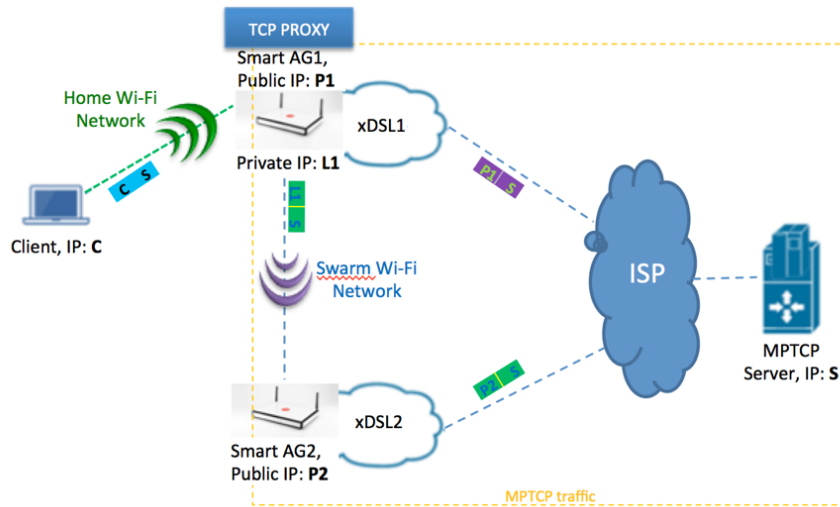 TCP PROXY
Smart AG1,
Public IP: P1
Home Wi-Fi
Network
xDSL1
Private IP: L1
C S
P1 S
L1 S
Client, IP: C
Swarm Wi-Fi
Network
ISP
MPTCP
Server, IP: S
P2 S
xDSL2
Smart AG2,
Public IP: P2
MPTCP traffic